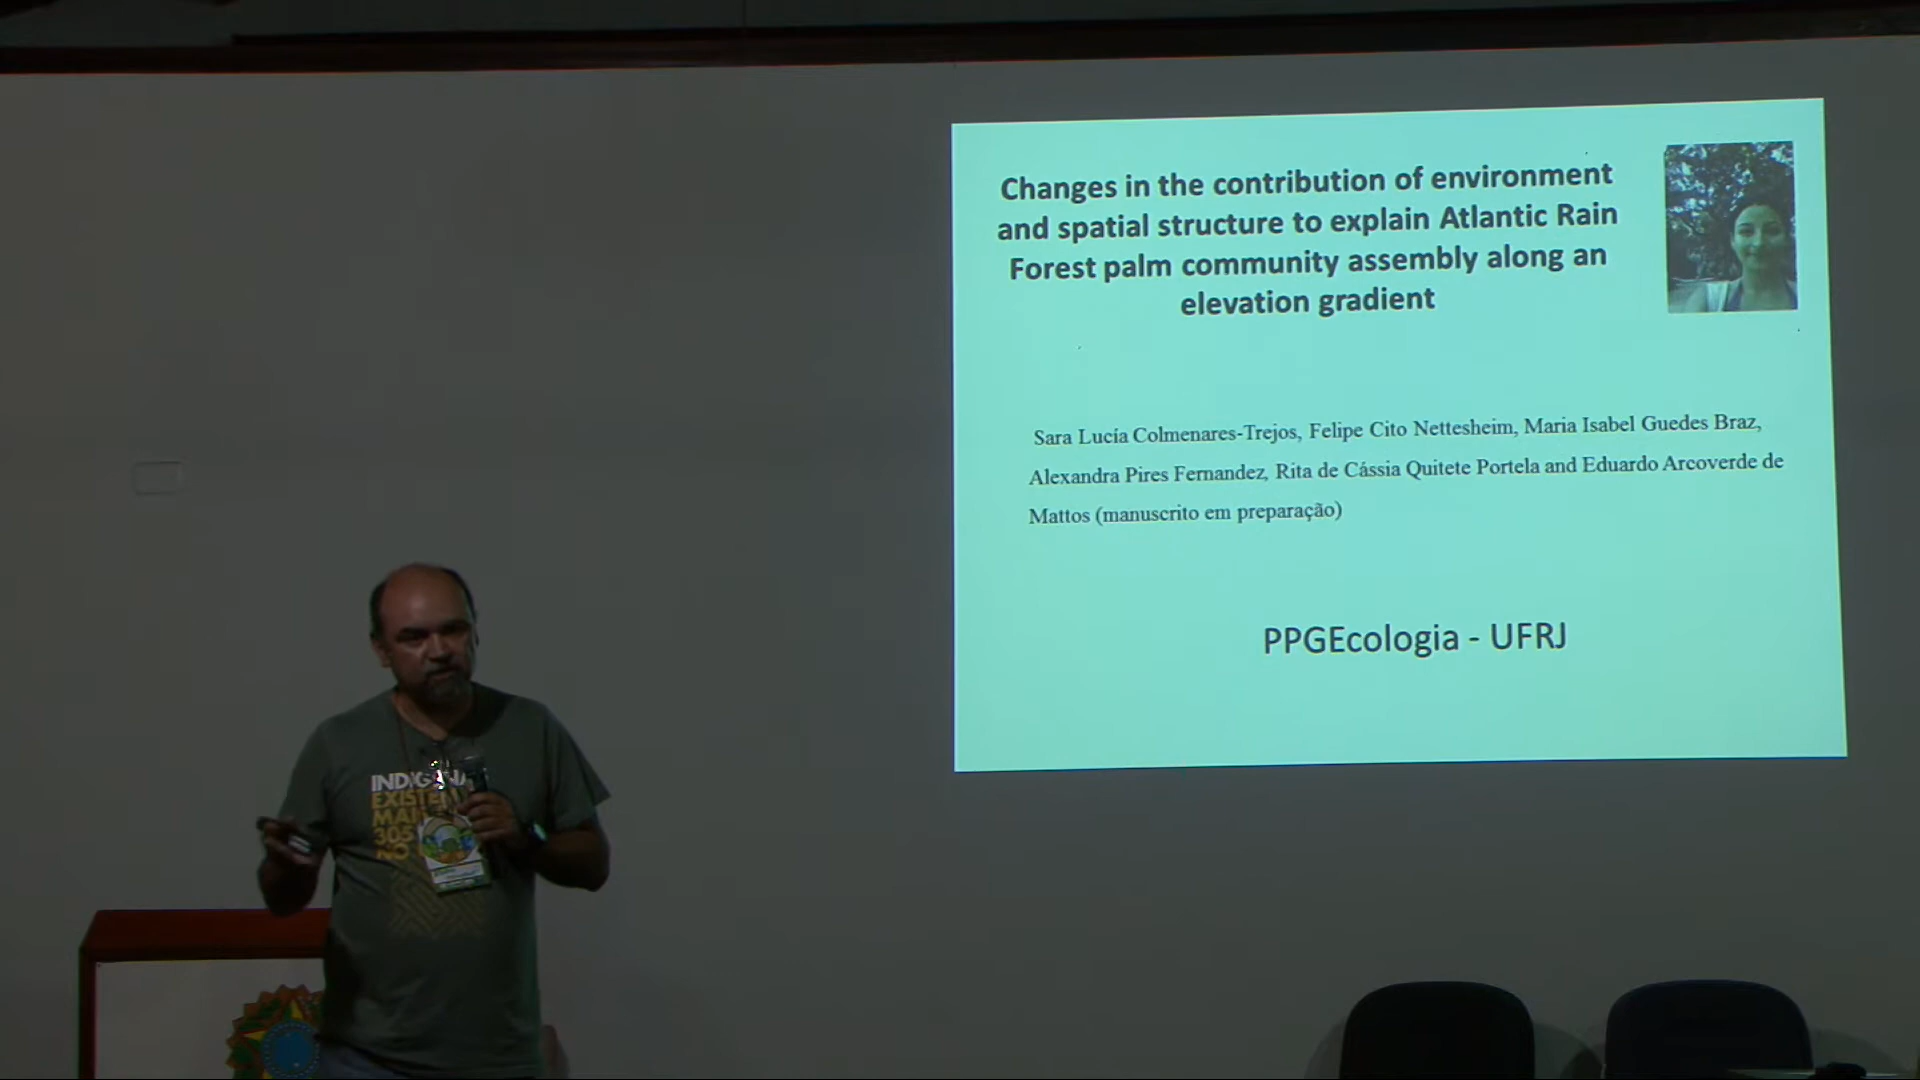 Changes in the contribution of environment
and spatial structure to explain Atlantic Rain
Forest palm community assembly along an
elevation gradient
Sara Lucía Colmenares-Trejos, Felipe Cito Nettesheim, Maria Isabel Guedes Braz,
Alexandra Pires Fernandez, Rita de Cássia Quitete Portela and Eduardo Arcoverde de
Mattos (manuscrito em preparação)
PPGEcologia - UFRJ
305
NO